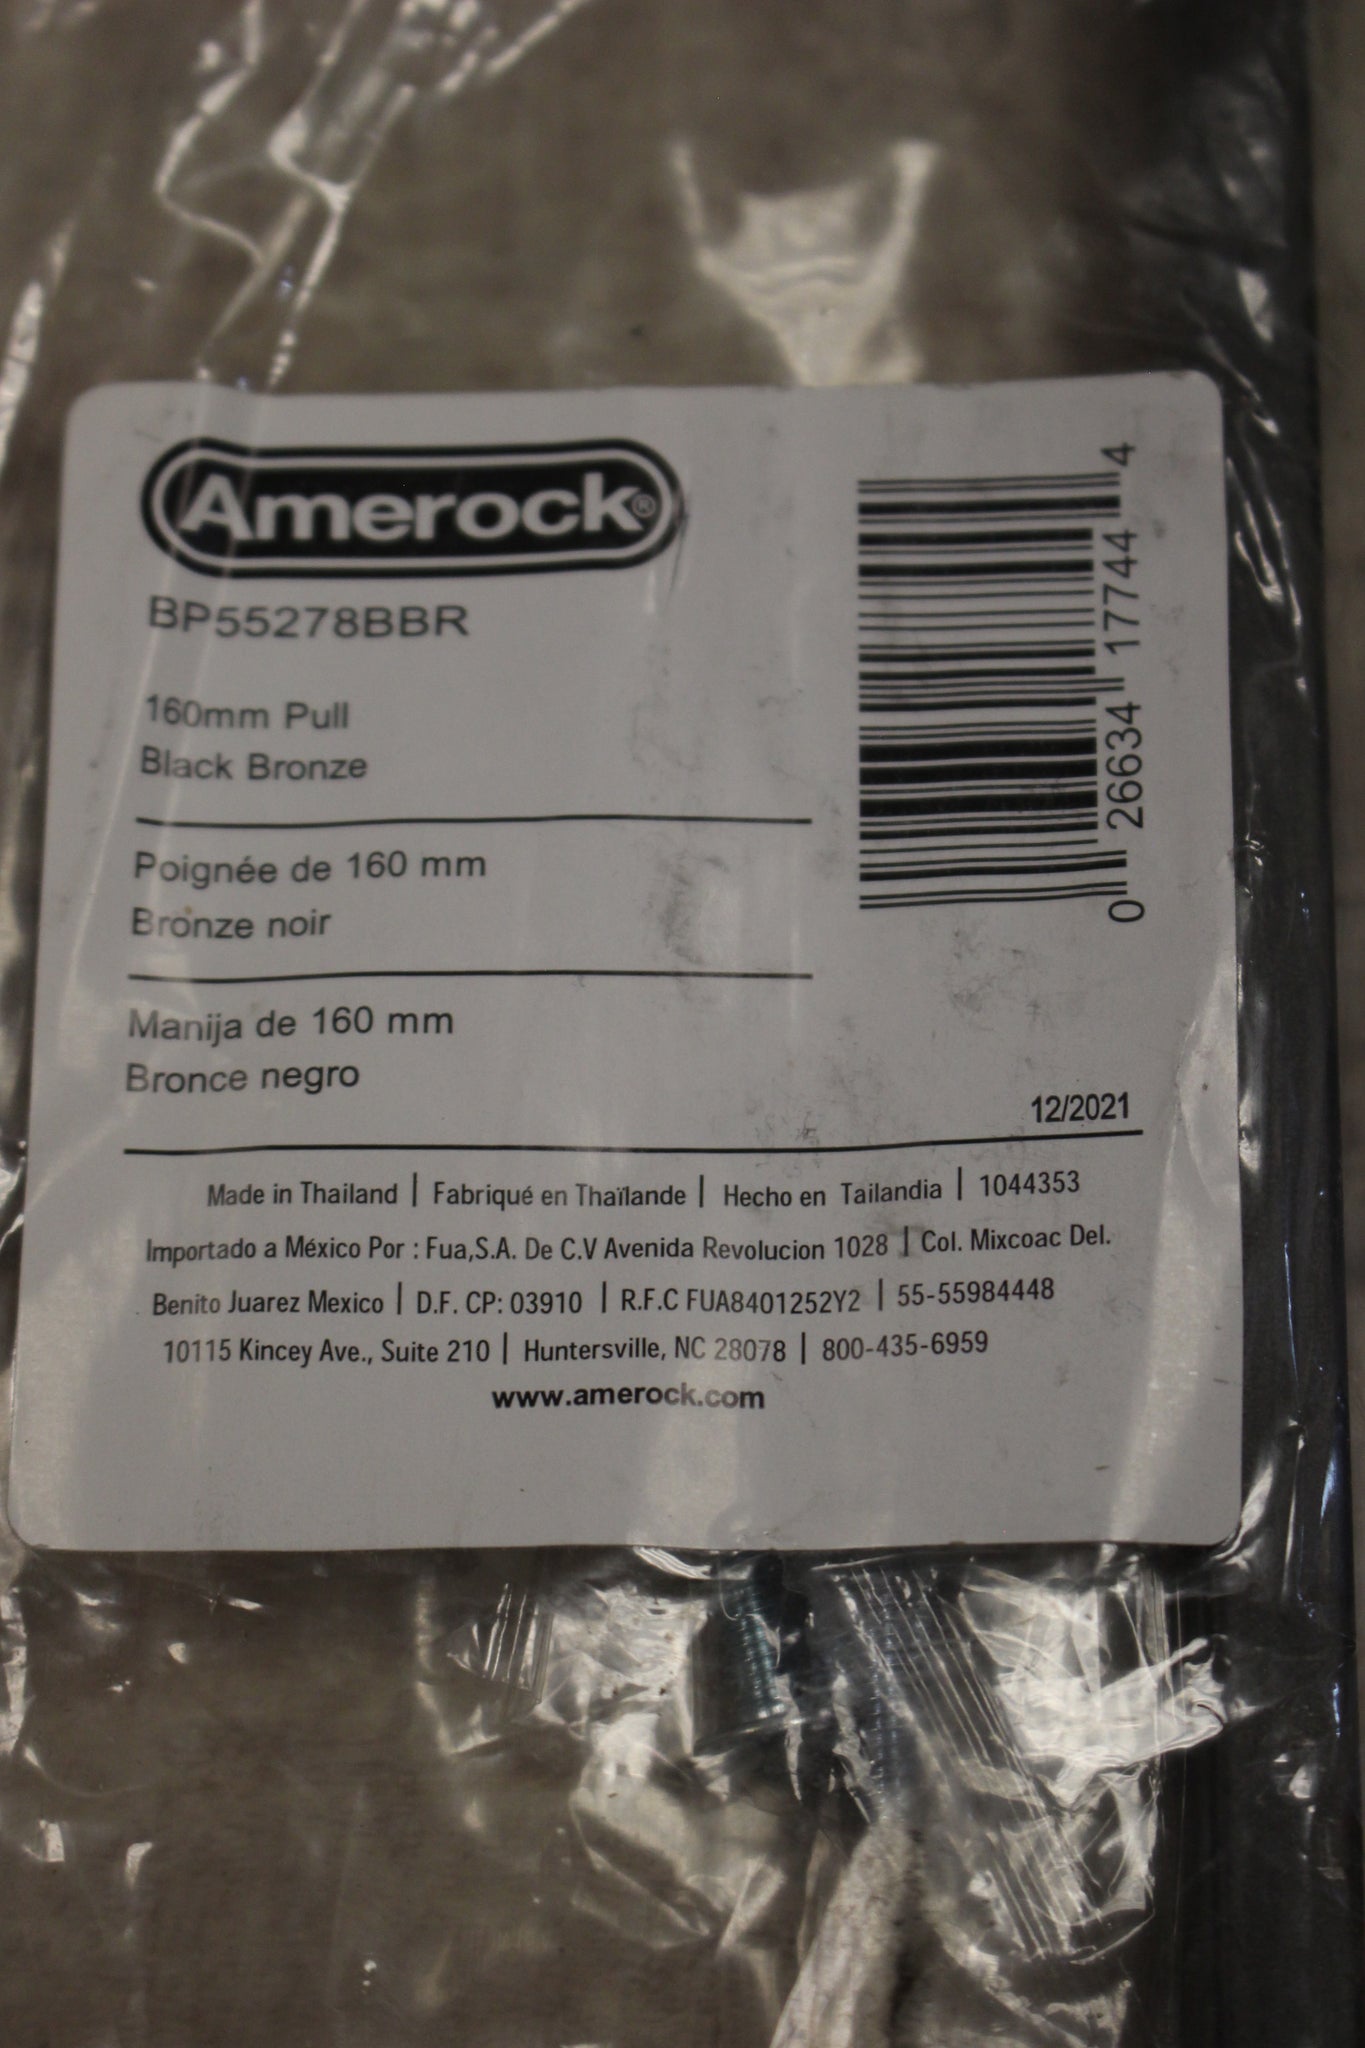 Amerock®
BP55278BBR
160mm Pull
Black Bronze
Poignée de 160 mm
Bronze noir
Manija de 160 mm
Bronce negro
0 26634 17744 4
12/2021
Made in Thailand | Fabriqué en Thaïlande | Hecho en Tailandia | 1044353
Importado a México Por : Fua,S.A. De C.V Avenida Revolucion 1028 | Col. Mixcoac Del.
Benito Juarez Mexico | D.F. CP: 03910 | R.F.C FUA8401252Y2 | 55-55984448
10115 Kincey Ave., Suite 210 | Huntersville, NC 28078 | 800-435-6959
www.amerock.com